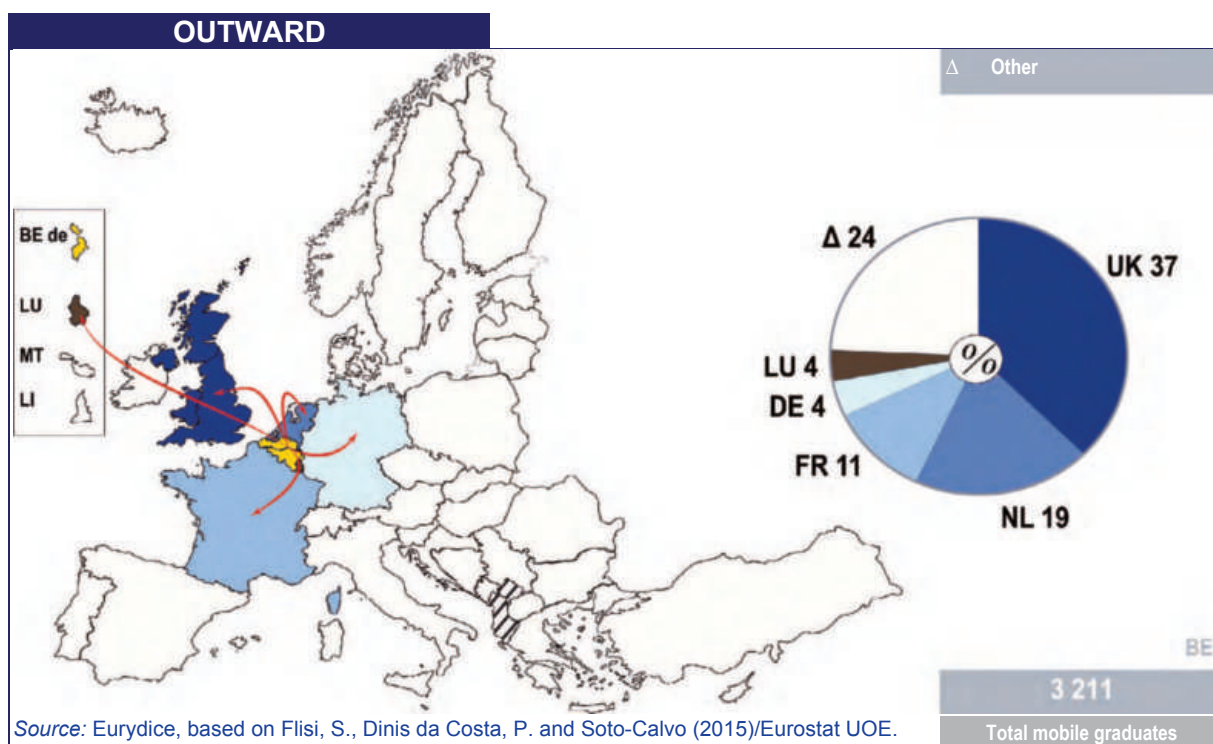 OUTWARD
Δ Other
BE de
LU
MT
LI
Δ 24
UK 37
%
LU 4
DE 4
FR 11
NL 19
BE
3 211
Total mobile graduates
Source: Eurydice, based on Flisi, S., Dinis da Costa, P. and Soto-Calvo (2015)/Eurostat UOE.